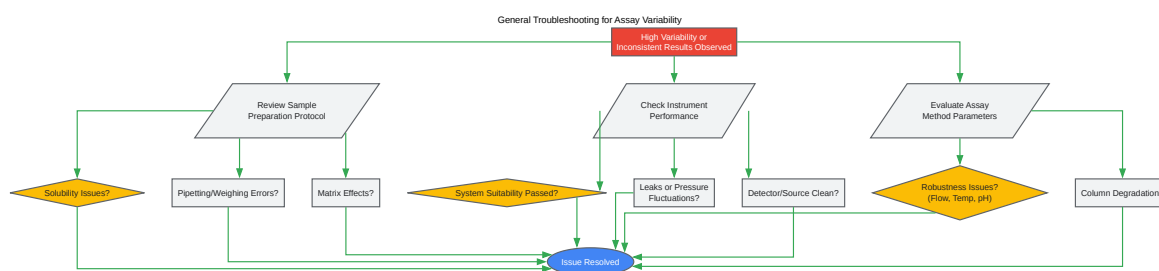 General Troubleshooting for Assay Variability
High Variability or
Inconsistent Results Observed
Review Sample
Preparation Protocol
Check Instrument
Performance
Evaluate Assay
Method Parameters
Solubility Issues?
Pipetting/Weighing Errors?
Matrix Effects?
System Suitability Passed?
Leaks or Pressure
Fluctuations?
Detector/Source Clean?
Robustness Issues?
(Flow, Temp, pH)
Column Degradation
Issue Resolved